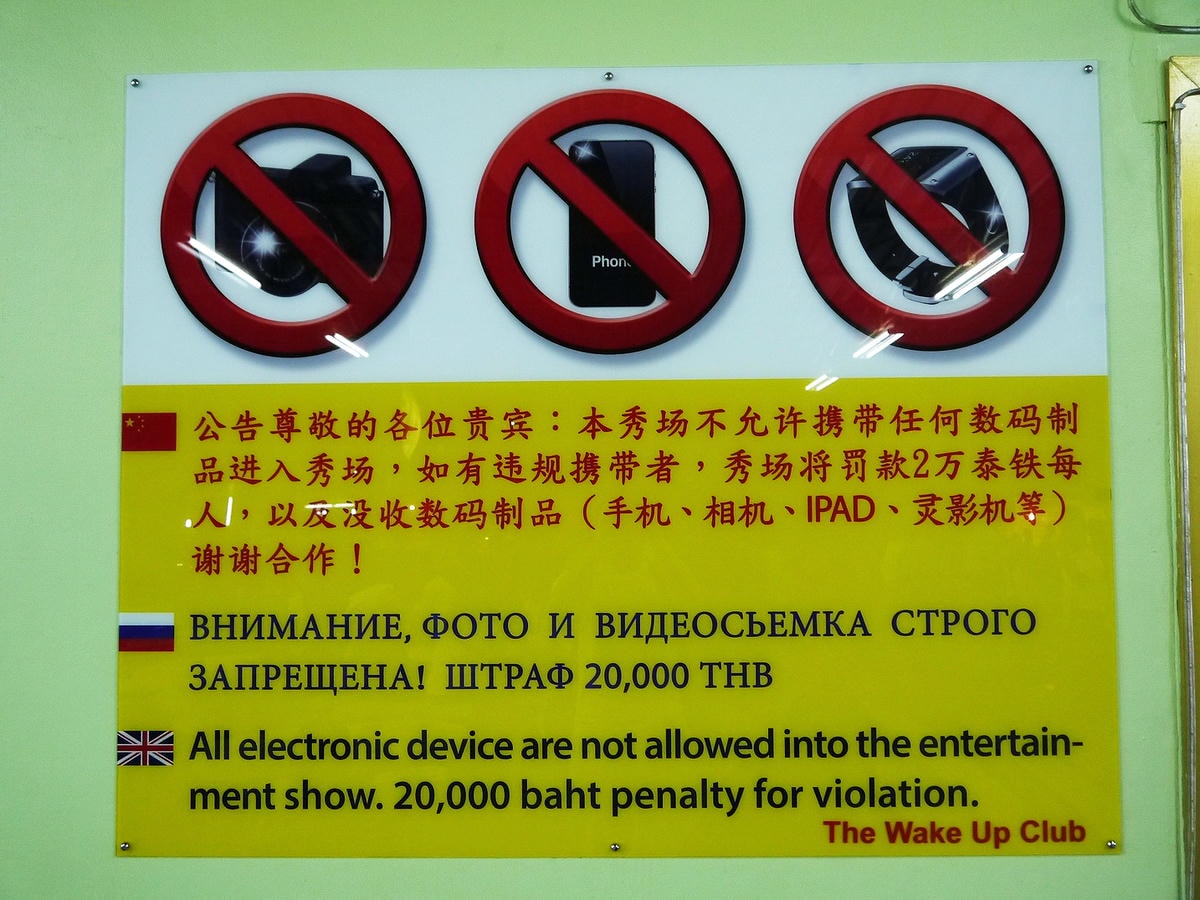 Phone
公告尊敬的各位贵宾：本秀场不允许携带任何数码制
品进入秀场，如有违规携带者，秀场将罚款2万泰铢每
人，以及没收数码制品（手机、相机、IPAD、灵影机等）
谢谢合作！
ВНИМАНИЕ, ФОТО И ВИДЕОСЬЕМКА СТРОГО
ЗАПРЕЩЕНА! ШТРАФ 20,000 THB
All electronic device are not allowed into the entertain-
ment show. 20,000 baht penalty for violation.
The Wake Up Club